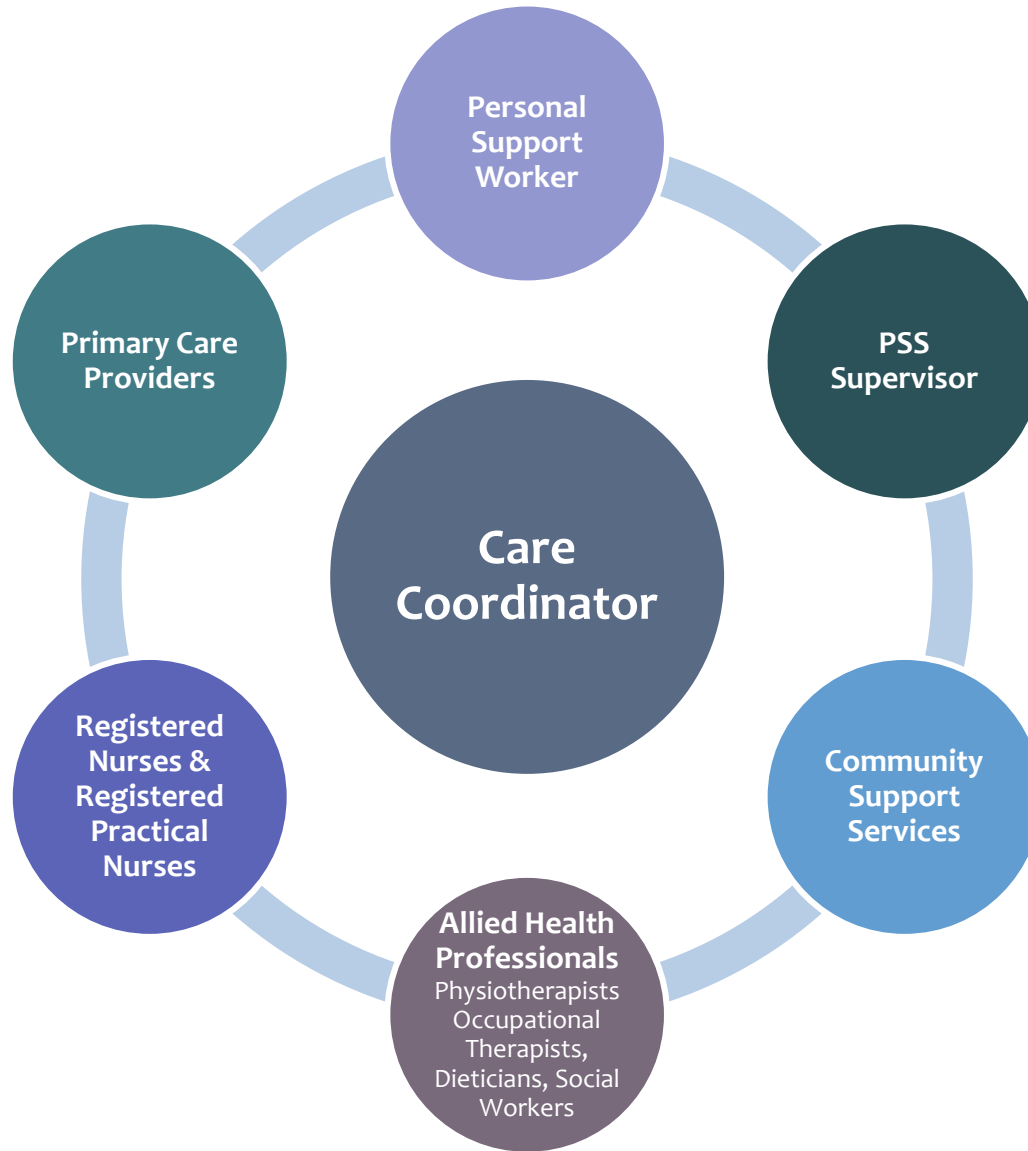 Personal
Support
Worker
Primary Care
Providers
PSS
Supervisor
Care
Coordinator
Registered
Nurses &
Registered
Practical
Nurses
Community
Support
Services
Allied Health
Professionals
Physiotherapists
Occupational
Therapists,
Dieticians, Social
Workers